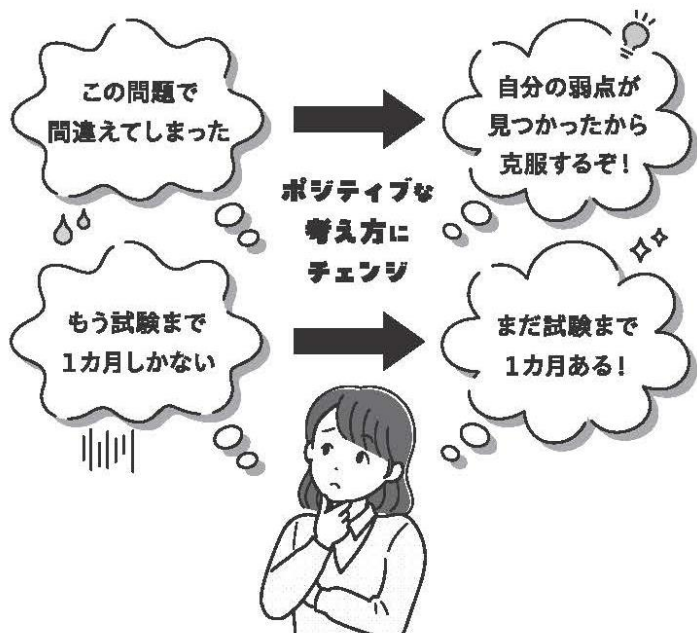 この問題で
間違えてしまった
自分の弱点が
見つかったから
克服するぞ！
ポジティブな
考え方に
チェンジ
もう試験まで
1カ月しかない
まだ試験まで
1カ月ある！